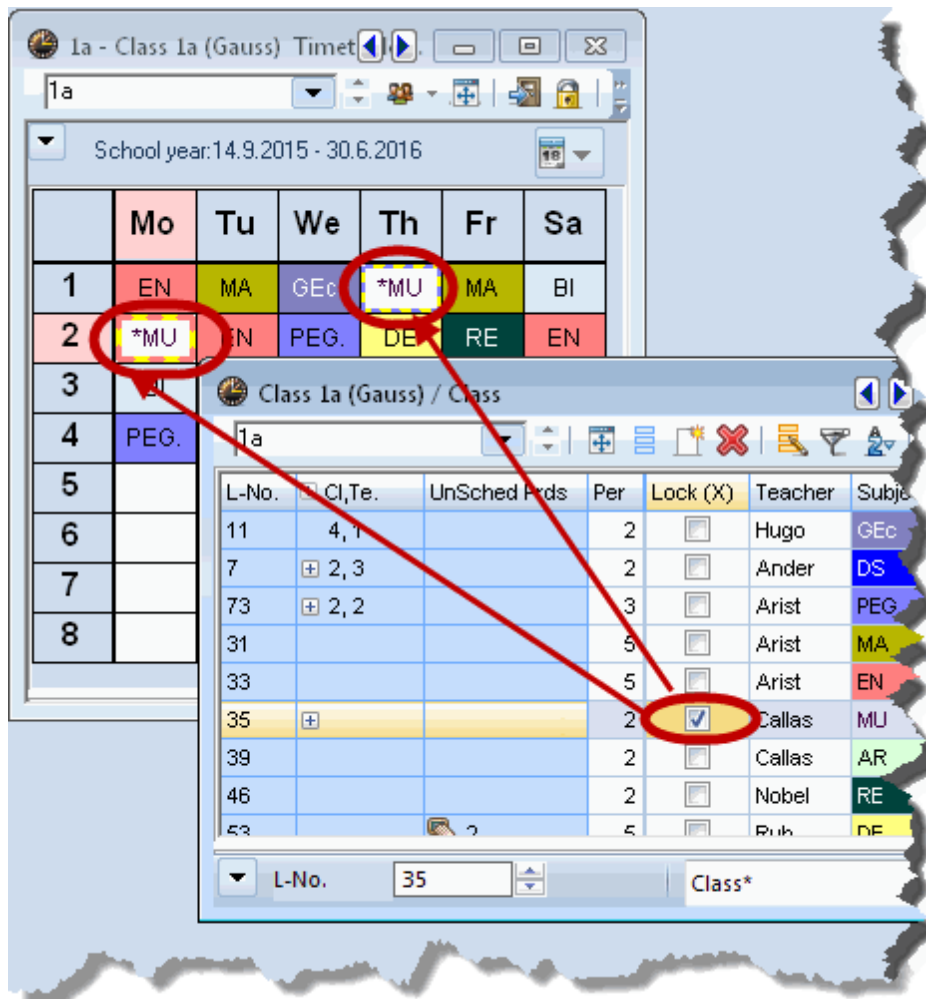 1a - Class 1a (Gauss) Timet
1a
School year:14.9.2015 - 30.6.2016
18
Mo Tu We Th Fr Sa
1 EN MA GEc *MU MA BI
2 *MU EN PEG. DE RE EN
3
4 PEG.
5
6
7
8
Class 1a (Gauss) / Class
1a
L-No. Cl,Te. UnSched Prds Per Lock (X) Teacher Subje
11 4, 1 2 Hugo GEc
7 2, 3 2 Ander DS
73 2, 2 3 Arist PEG
31 5 Arist MA
33 5 Arist EN
35 2 Callas MU
39 2 Callas AR
46 2 Nobel RE
53 2 5 Rub DE
L-No. 35 Class*